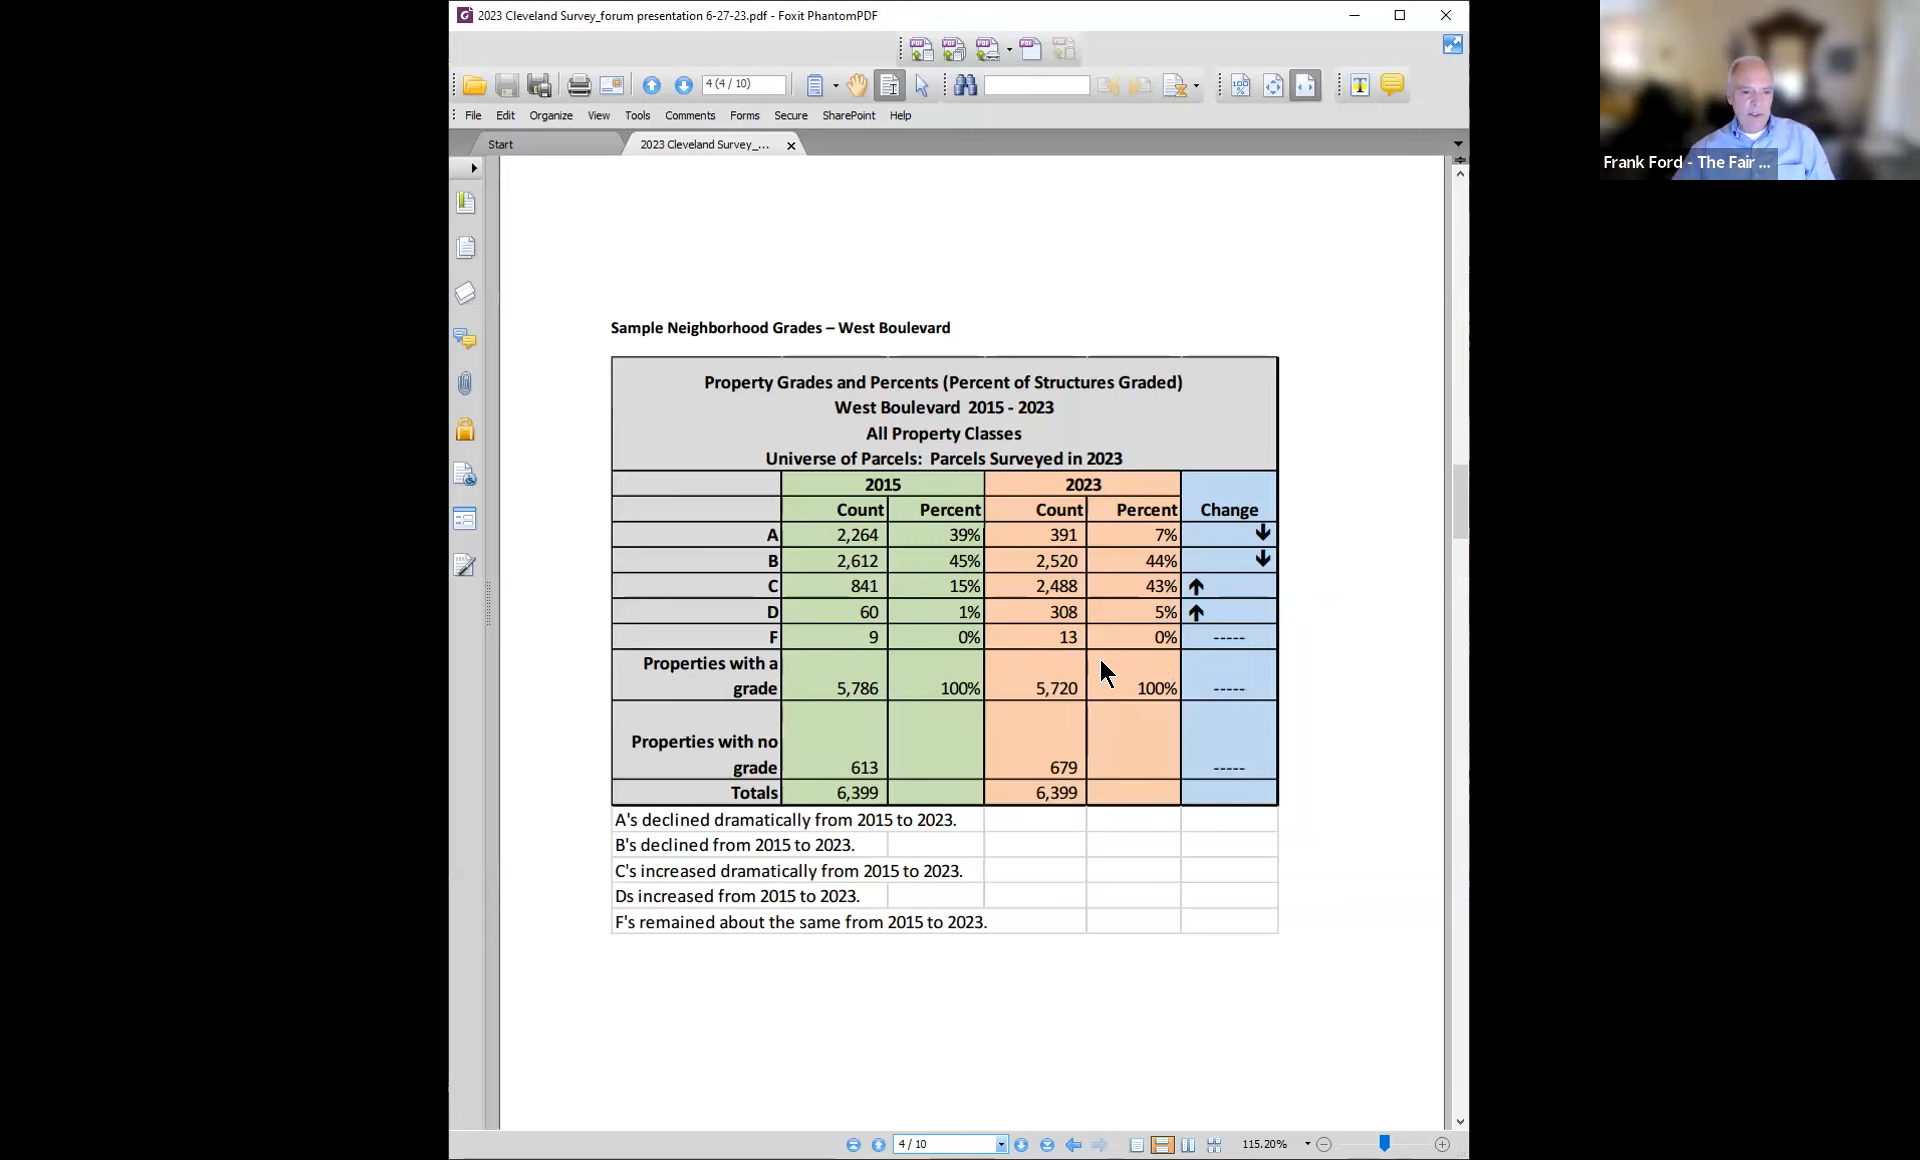 2023 Cleveland Survey_forum presentation 6-27-23.pdf - Foxit PhantomPDF
4 (4 / 10)
File Edit Organize View Tools Comments Forms Secure SharePoint Help
Start
2023 Cleveland Survey_...
Frank Ford - The Fair ...
Sample Neighborhood Grades – West Boulevard
Property Grades and Percents (Percent of Structures Graded)
West Boulevard 2015 - 2023
All Property Classes
Universe of Parcels: Parcels Surveyed in 2023
2015 2023
Count Percent Count Percent Change
A 2,264 39% 391 7%
B 2,612 45% 2,520 44%
C 841 15% 2,488 43%
D 60 1% 308 5%
F 9 0% 13 0% -----
Properties with a
grade 5,786 100% 5,720 100% -----
Properties with no
grade 613 679 -----
Totals 6,399 6,399
A's declined dramatically from 2015 to 2023.
B's declined from 2015 to 2023.
C's increased dramatically from 2015 to 2023.
Ds increased from 2015 to 2023.
F's remained about the same from 2015 to 2023.
4 / 10
115.20%